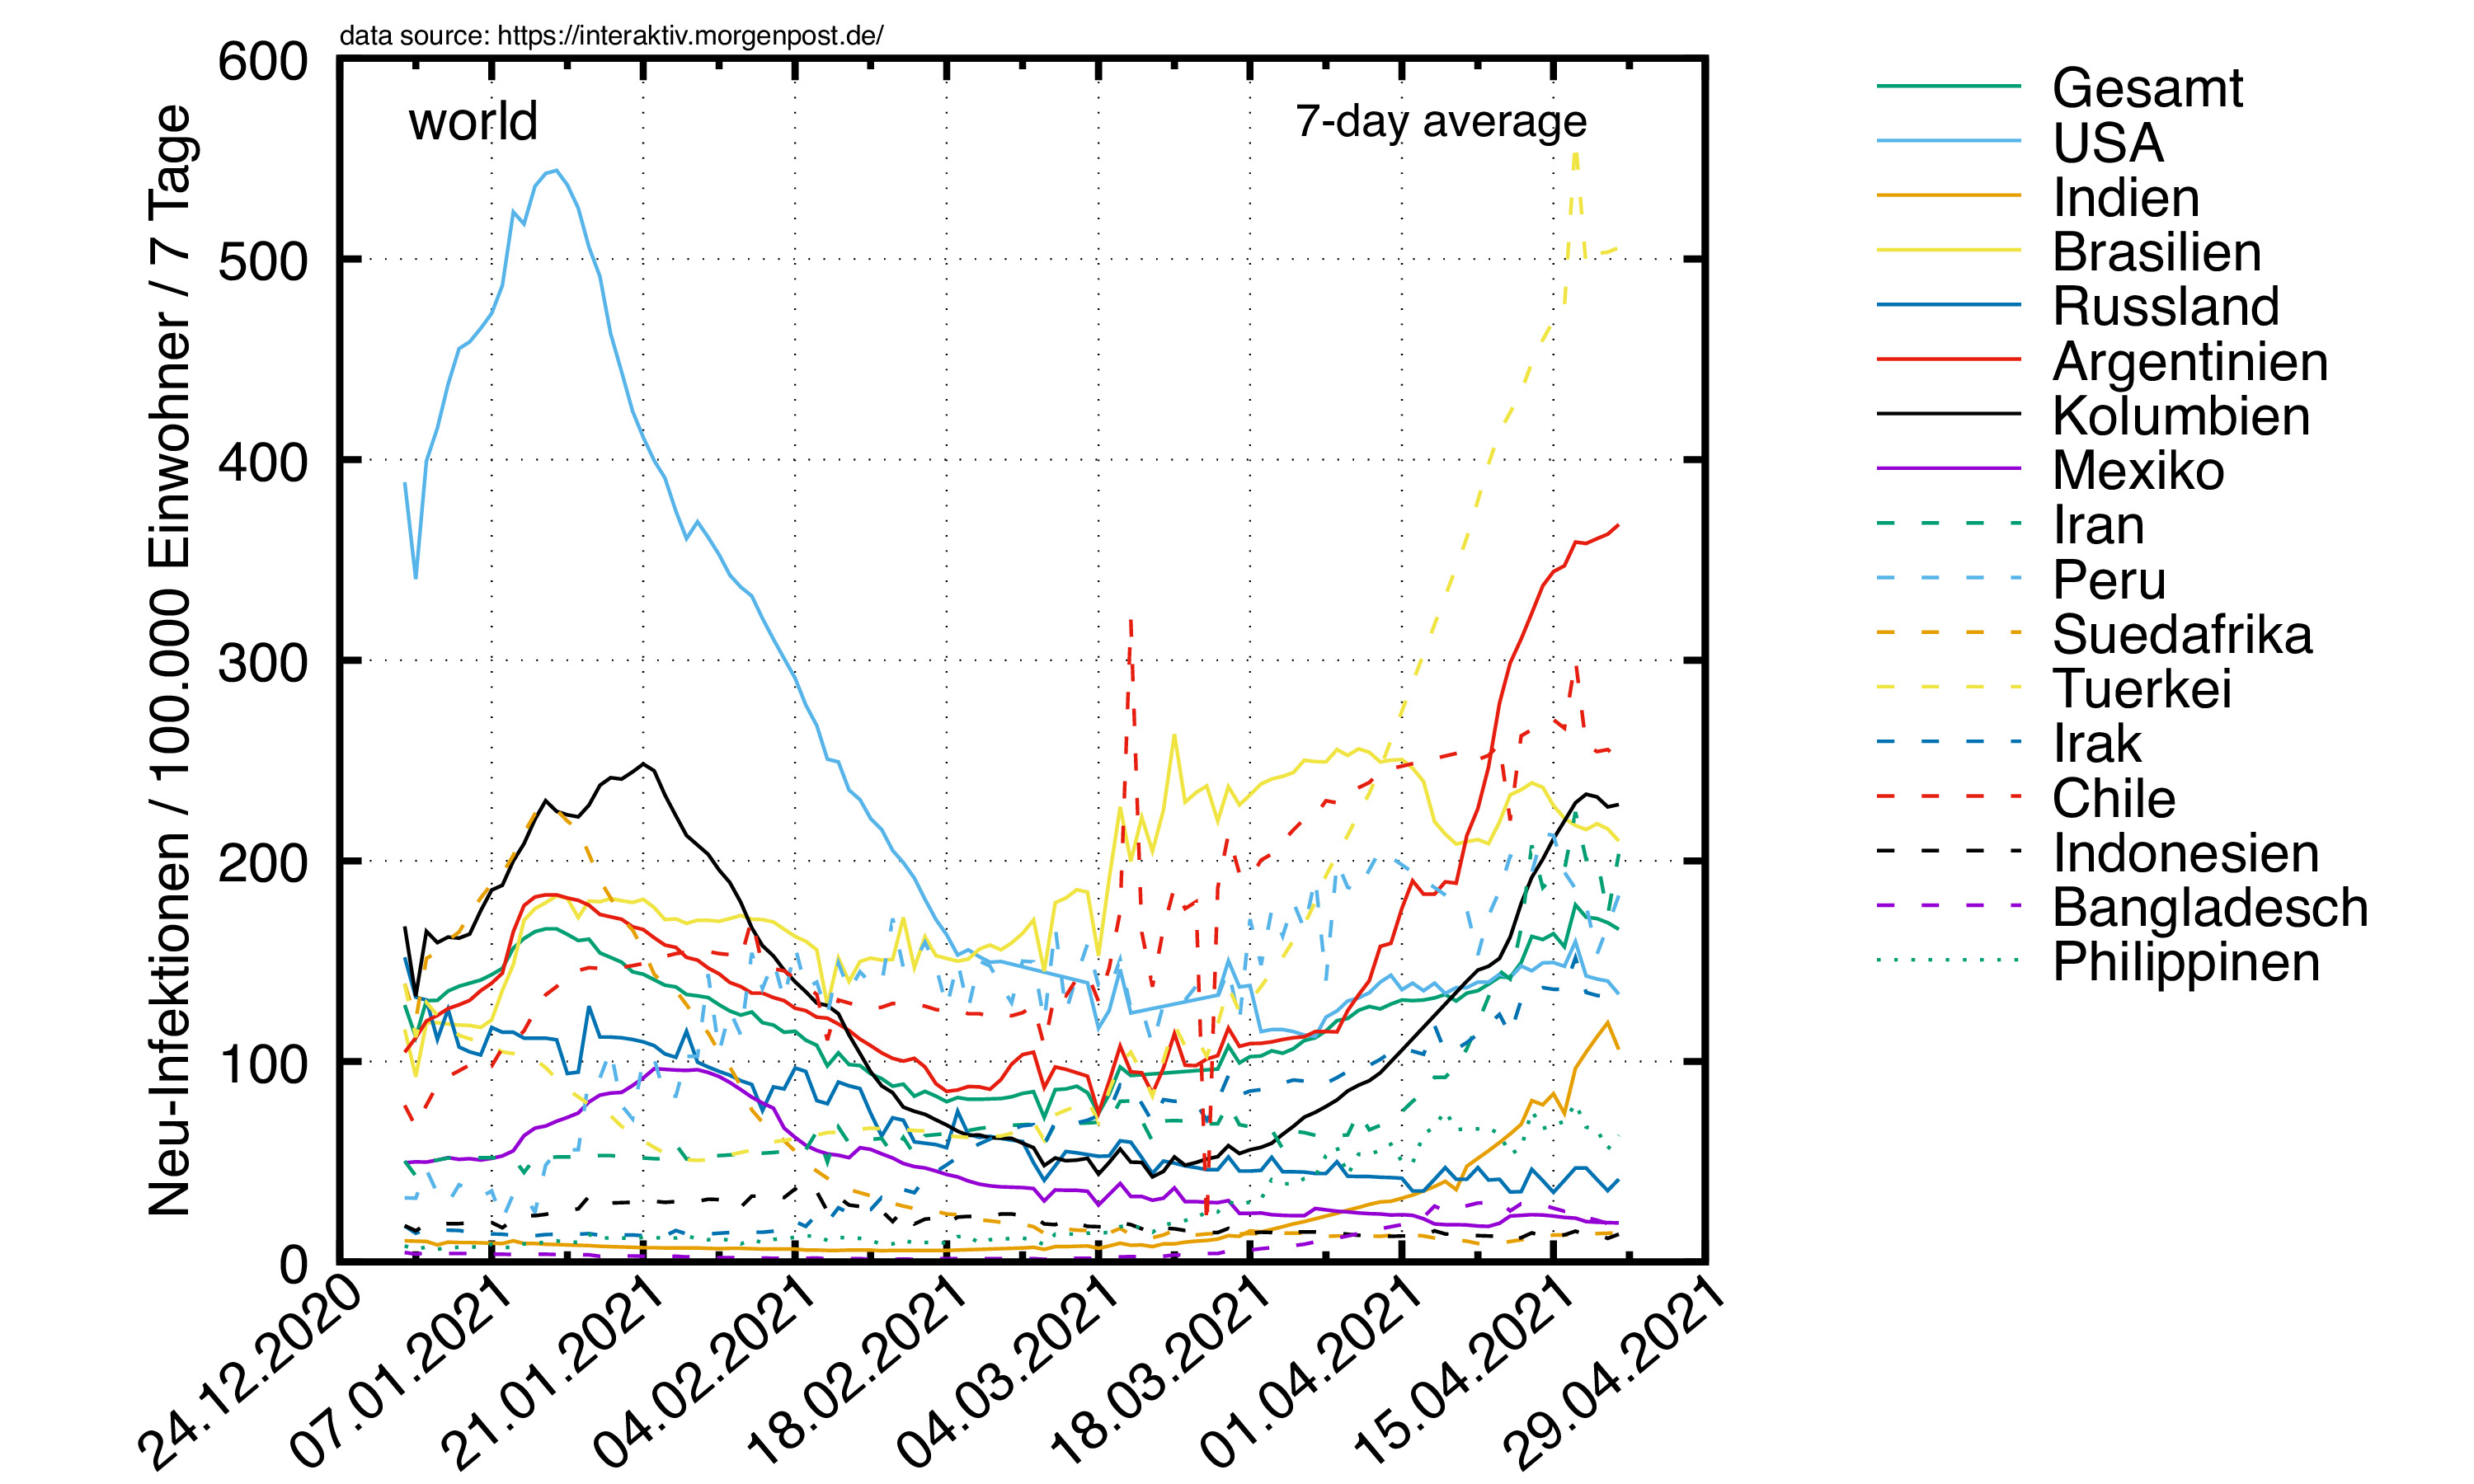 data source: https://interaktiv.morgenpost.de/
world
7-day average
Neu-Infektionen / 100.000 Einwohner / 7 Tage
600
500
400
300
200
100
0
24.12.2020
07.01.2021
21.01.2021
04.02.2021
18.02.2021
04.03.2021
18.03.2021
01.04.2021
15.04.2021
29.04.2021
Gesamt
USA
Indien
Brasilien
Russland
Argentinien
Kolumbien
Mexiko
Iran
Peru
Suedafrika
Tuerkei
Irak
Chile
Indonesien
Bangladesch
Philippinen